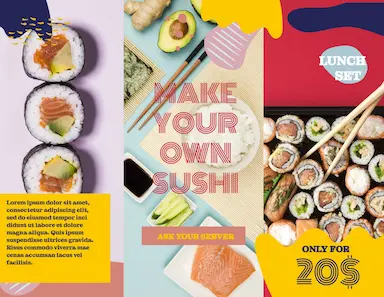 Lorem ipsum dolor sit amet,
consectetur adipiscing elit,
sed do eiusmod tempor inci
didunt ut labore et dolore
magna aliqua. Quis ipsum
suspendisse ultrices gravida.
Risus commodo viverra mae
cenas accumsan lacus vel
facilisis.
MAKE
YOUR
OWN
SUSHI
ASK YOUR SERVER
LUNCH
SET
ONLY FOR
20$